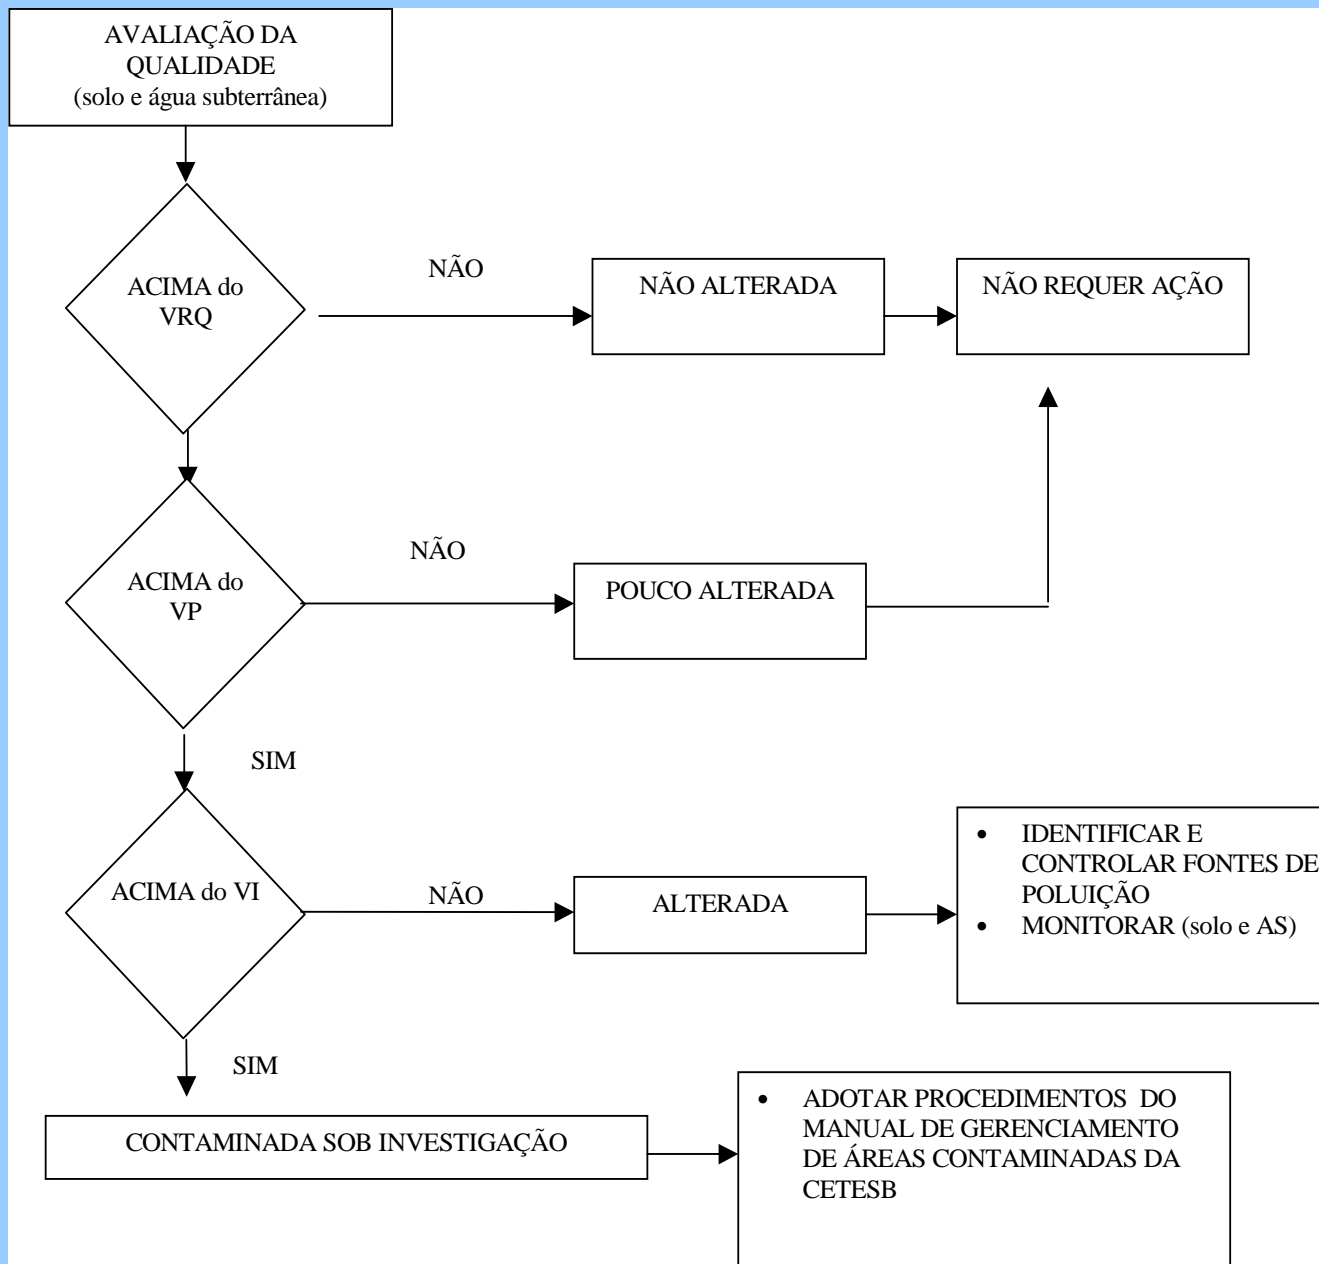 AVALIAÇÃO DA
QUALIDADE
(solo e água subterrânea)
ACIMA do
VRQ
NÃO
NÃO ALTERADA
NÃO REQUER AÇÃO
ACIMA do
VP
NÃO
POUCO ALTERADA
SIM
ACIMA do VI
NÃO
ALTERADA
• IDENTIFICAR E
CONTROLAR FONTES DE
POLUIÇÃO
• MONITORAR (solo e AS)
SIM
CONTAMINADA SOB INVESTIGAÇÃO
• ADOTAR PROCEDIMENTOS DO
MANUAL DE GERENCIAMENTO
DE ÁREAS CONTAMINADAS DA
CETESB